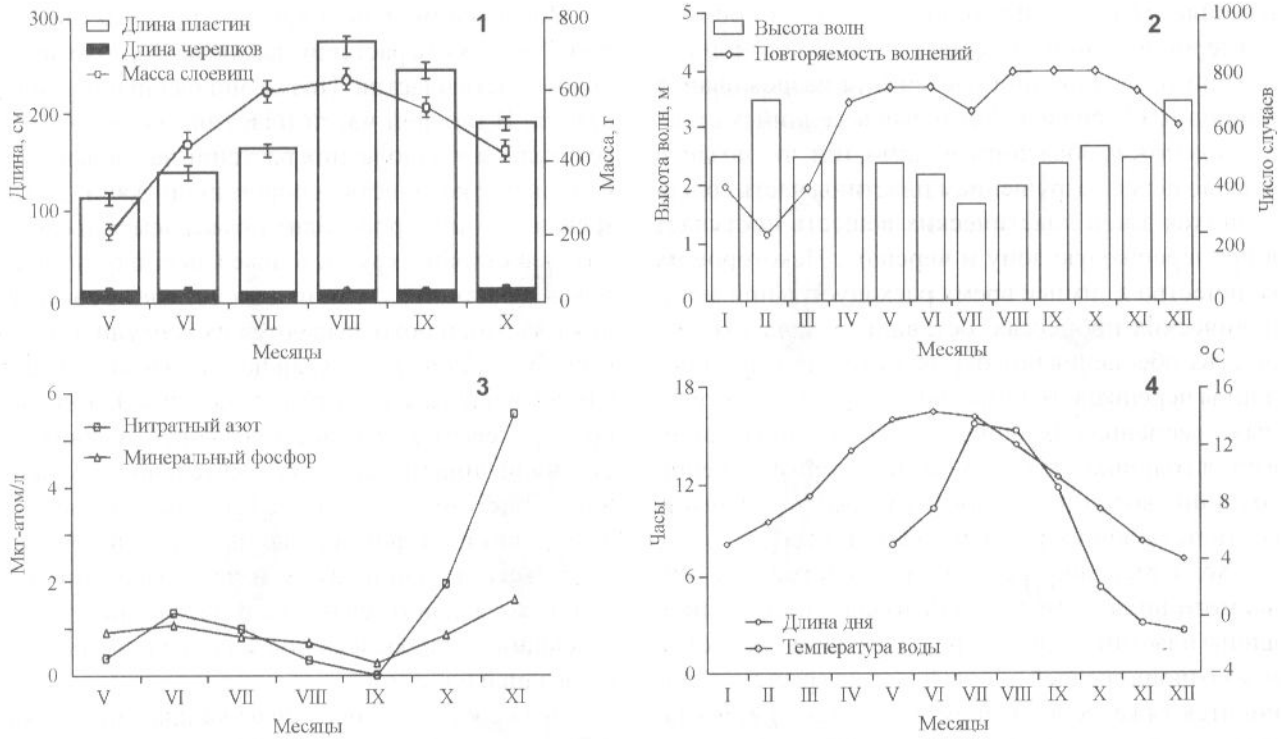 1
Длина пластин
Длина черешков
Масса слоевищ
Длина, см
300
200
100
0
Масса, г
800
600
400
200
0
V VI VII VIII IX X
Месяцы
2
Высота волн
Повторяемость волнений
Высота волн, м
5
4
3
2
1
0
Число случаев
1000
800
600
400
200
0
I II III IV V VI VII VIII IX X XI XII
Месяцы
3
Нитратный азот
Минеральный фосфор
Мкг-атом/л
6
4
2
0
V VI VII VIII IX X XI
Месяцы
4
Длина дня
Температура воды
Часы
18
12
6
0
°C
16
12
8
4
0
−4
I II III IV V VI VII VIII IX X XI XII
Месяцы